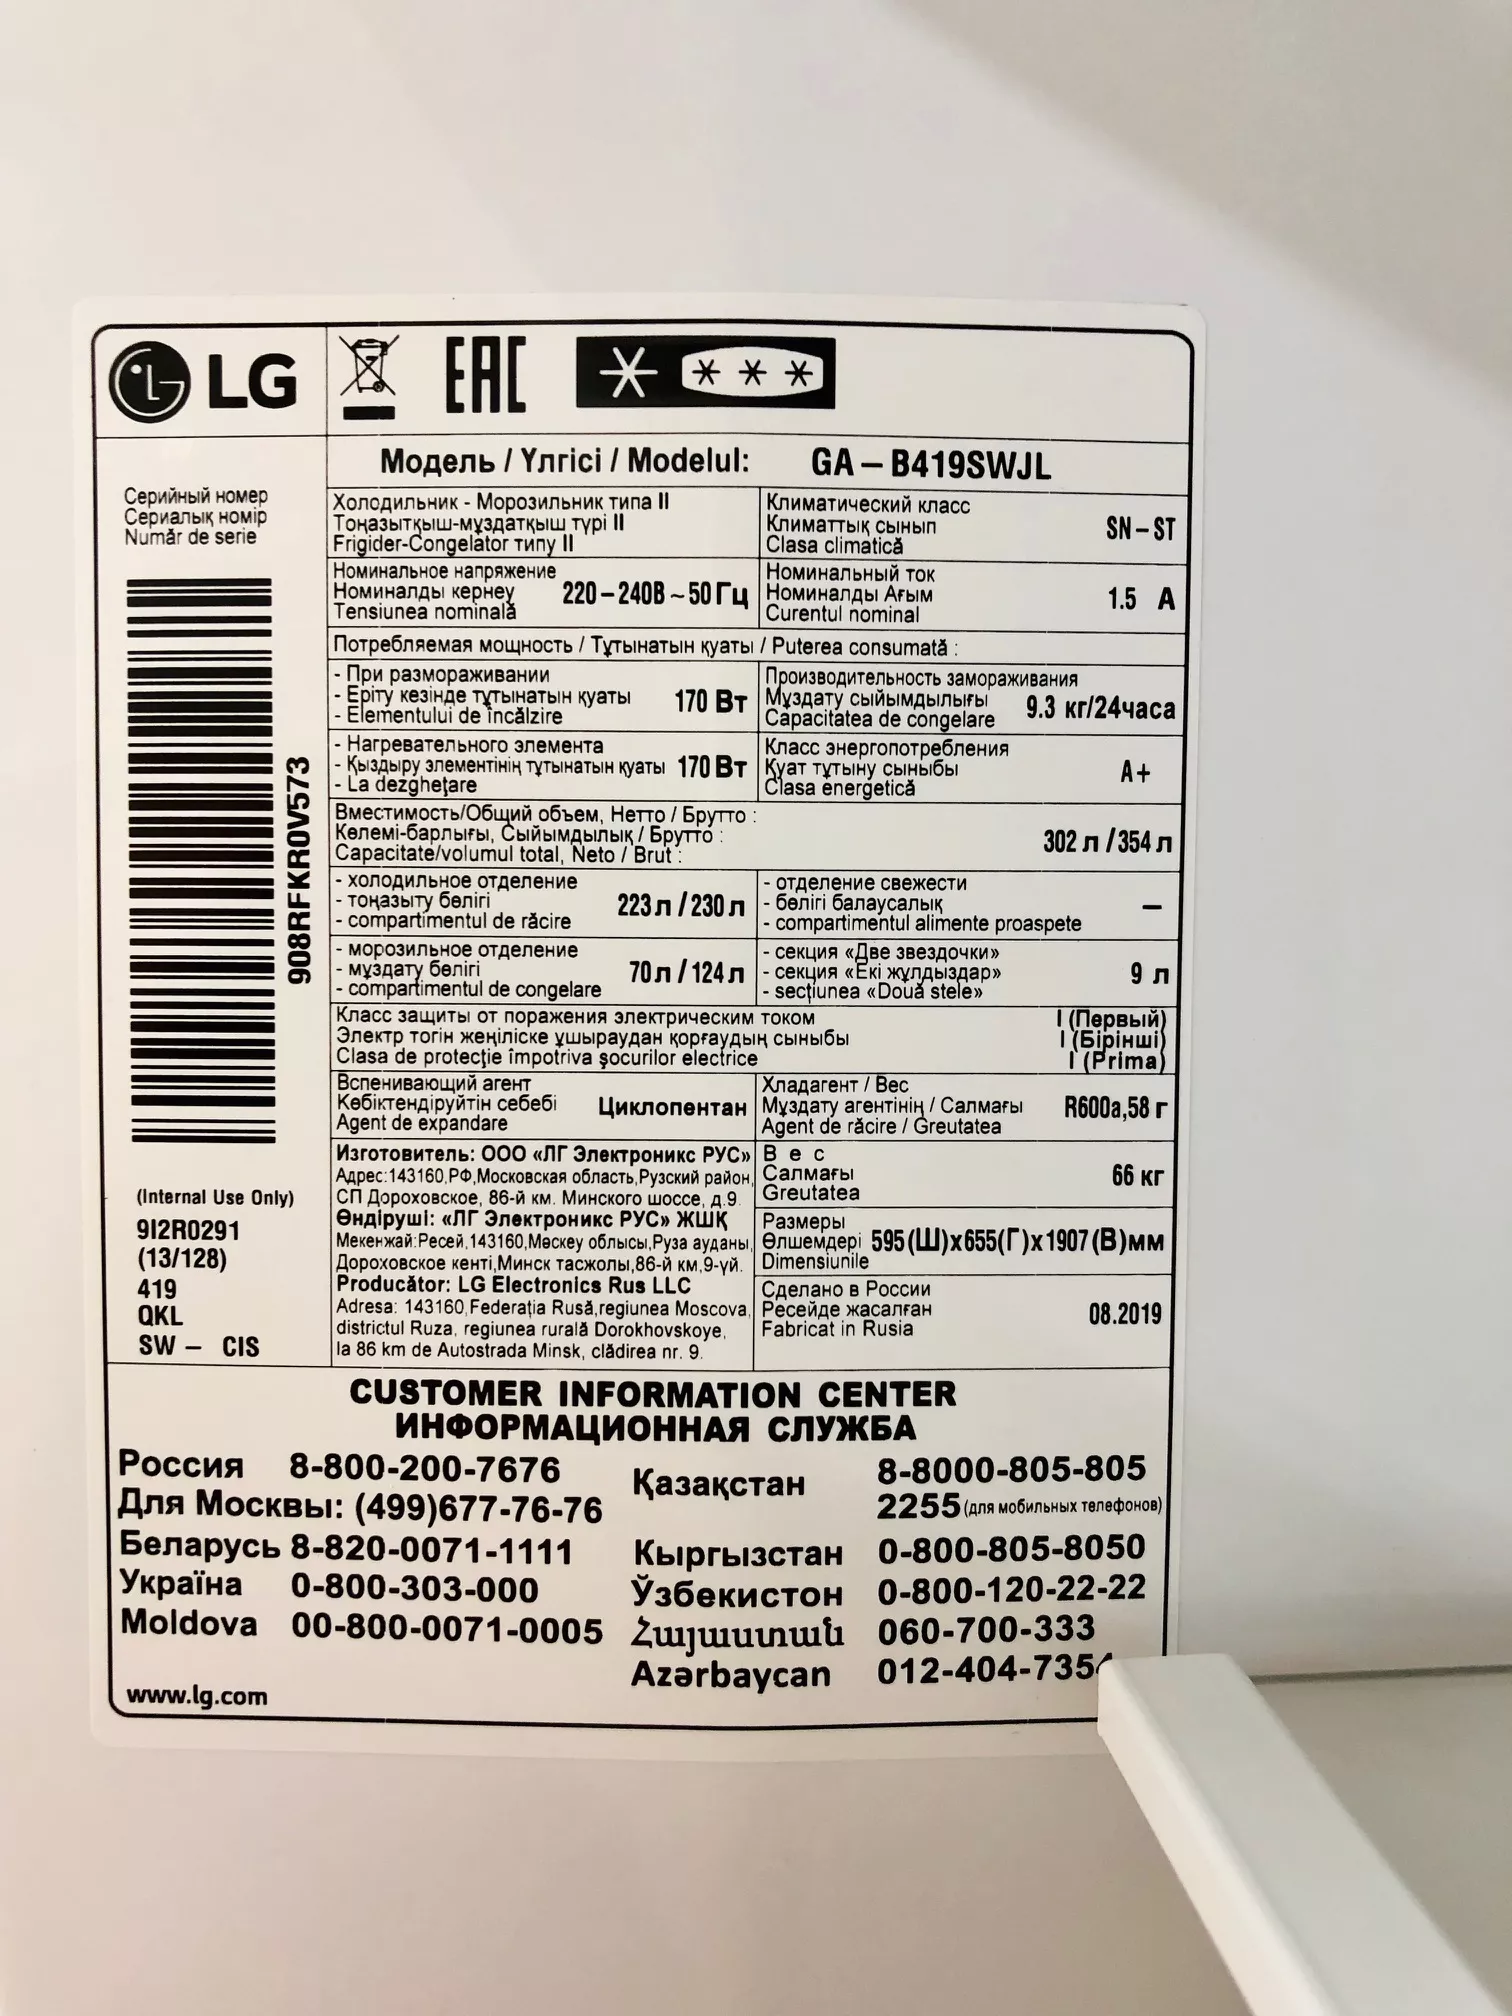 LG
EAC
Модель / Үлгісі / Modelul: GA – B419SWJL
Серийный номер
Сериалық номір
Număr de serie
908RFKR0V573
(Internal Use Only)
9I2R0291
(13/128)
419
QKL
SW – CIS
Холодильник - Морозильник типа II
Тоңазытқыш-мұздатқыш түрі II
Frigider-Congelator типу II
Климатический класс
Климаттық сынып
Clasa climatică
SN – ST
Номинальное напряжение
Номиналды кернеу
Tensiunea nominală
220 – 240В ~ 50 Гц
Номинальный ток
Номиналды Ағым
Curentul nominal
1.5 А
Потребляемая мощность / Тұтынатын қуаты / Puterea consumată :
- При размораживании
- Еріту кезінде тұтынатын қуаты
- Elementului de încălzire
170 Вт
Производительность замораживания
Мұздату сыйымдылығы
Capacitatea de congelare
9.3 кг/24часа
- Нагревательного элемента
- Қыздыру элементінің тұтынатын қуаты
- La dezghețare
170 Вт
Класс энергопотребления
Қуат тұтыну сыныбы
Clasa energetică
A+
Вместимость/Общий объем, Нетто / Брутто :
Көлемі-барлығы, Сыйымдылық / Брутто :
Capacitate/volumul total, Neto / Brut :
302 л / 354 л
- холодильное отделение
- тоңазыту бөлігі
- compartimentul de răcire
223 л / 230 л
- отделение свежести
- бөлігі балаусалық
- compartimentul alimente proaspete
–
- морозильное отделение
- мұздату бөлігі
- compartimentul de congelare
70 л / 124 л
- секция «Две звездочки»
- секция «Екі жұлдыздар»
- secțiunea «Două stele»
9 л
Класс защиты от поражения электрическим током
Электр тогін жеңіліске ұшыраудан қорғаудың сыныбы
Clasa de protecție împotriva șocurilor electrice
I (Первый)
I (Бірінші)
I (Prima)
Вспенивающий агент
Көбіктендіруйтін себебі
Agent de expandare
Циклопентан
Хладагент / Вес
Мұздату агентінің / Салмағы
Agent de răcire / Greutatea
R600a,58 г
Изготовитель: ООО «ЛГ Электроникс РУС»
Адрес:143160,РФ,Московская область,Рузский район,
СП Дороховское, 86-й км. Минского шоссе, д.9.
Өндіруші: «ЛГ Электроникс РУС» ЖШҚ
Мекенжай:Ресей,143160,Мәскеу облысы,Руза ауданы,
Дороховское кенті,Минск тасжолы,86-й км,9-үй.
Producător: LG Electronics Rus LLC
Adresa: 143160,Federația Rusă,regiunea Moscova,
districtul Ruza, regiunea rurală Dorokhovskoye,
la 86 km de Autostrada Minsk, clădirea nr. 9.
В е с
Салмағы
Greutatea
66 кг
Размеры
Өлшемдері
Dimensiunile
595(Ш)x655(Г)x1907(В)мм
Сделано в России
Ресейде жасалған
Fabricat în Rusia
08.2019
CUSTOMER INFORMATION CENTER
ИНФОРМАЦИОННАЯ СЛУЖБА
Россия 8-800-200-7676
Для Москвы: (499)677-76-76
Беларусь 8-820-0071-1111
Україна 0-800-303-000
Moldova 00-800-0071-0005
Қазақстан 8-8000-805-805
2255 (для мобильных телефонов)
Кыргызстан 0-800-805-8050
Ўзбекистон 0-800-120-22-22
Հայաստան 060-700-333
Azərbaycan 012-404-7354
www.lg.com